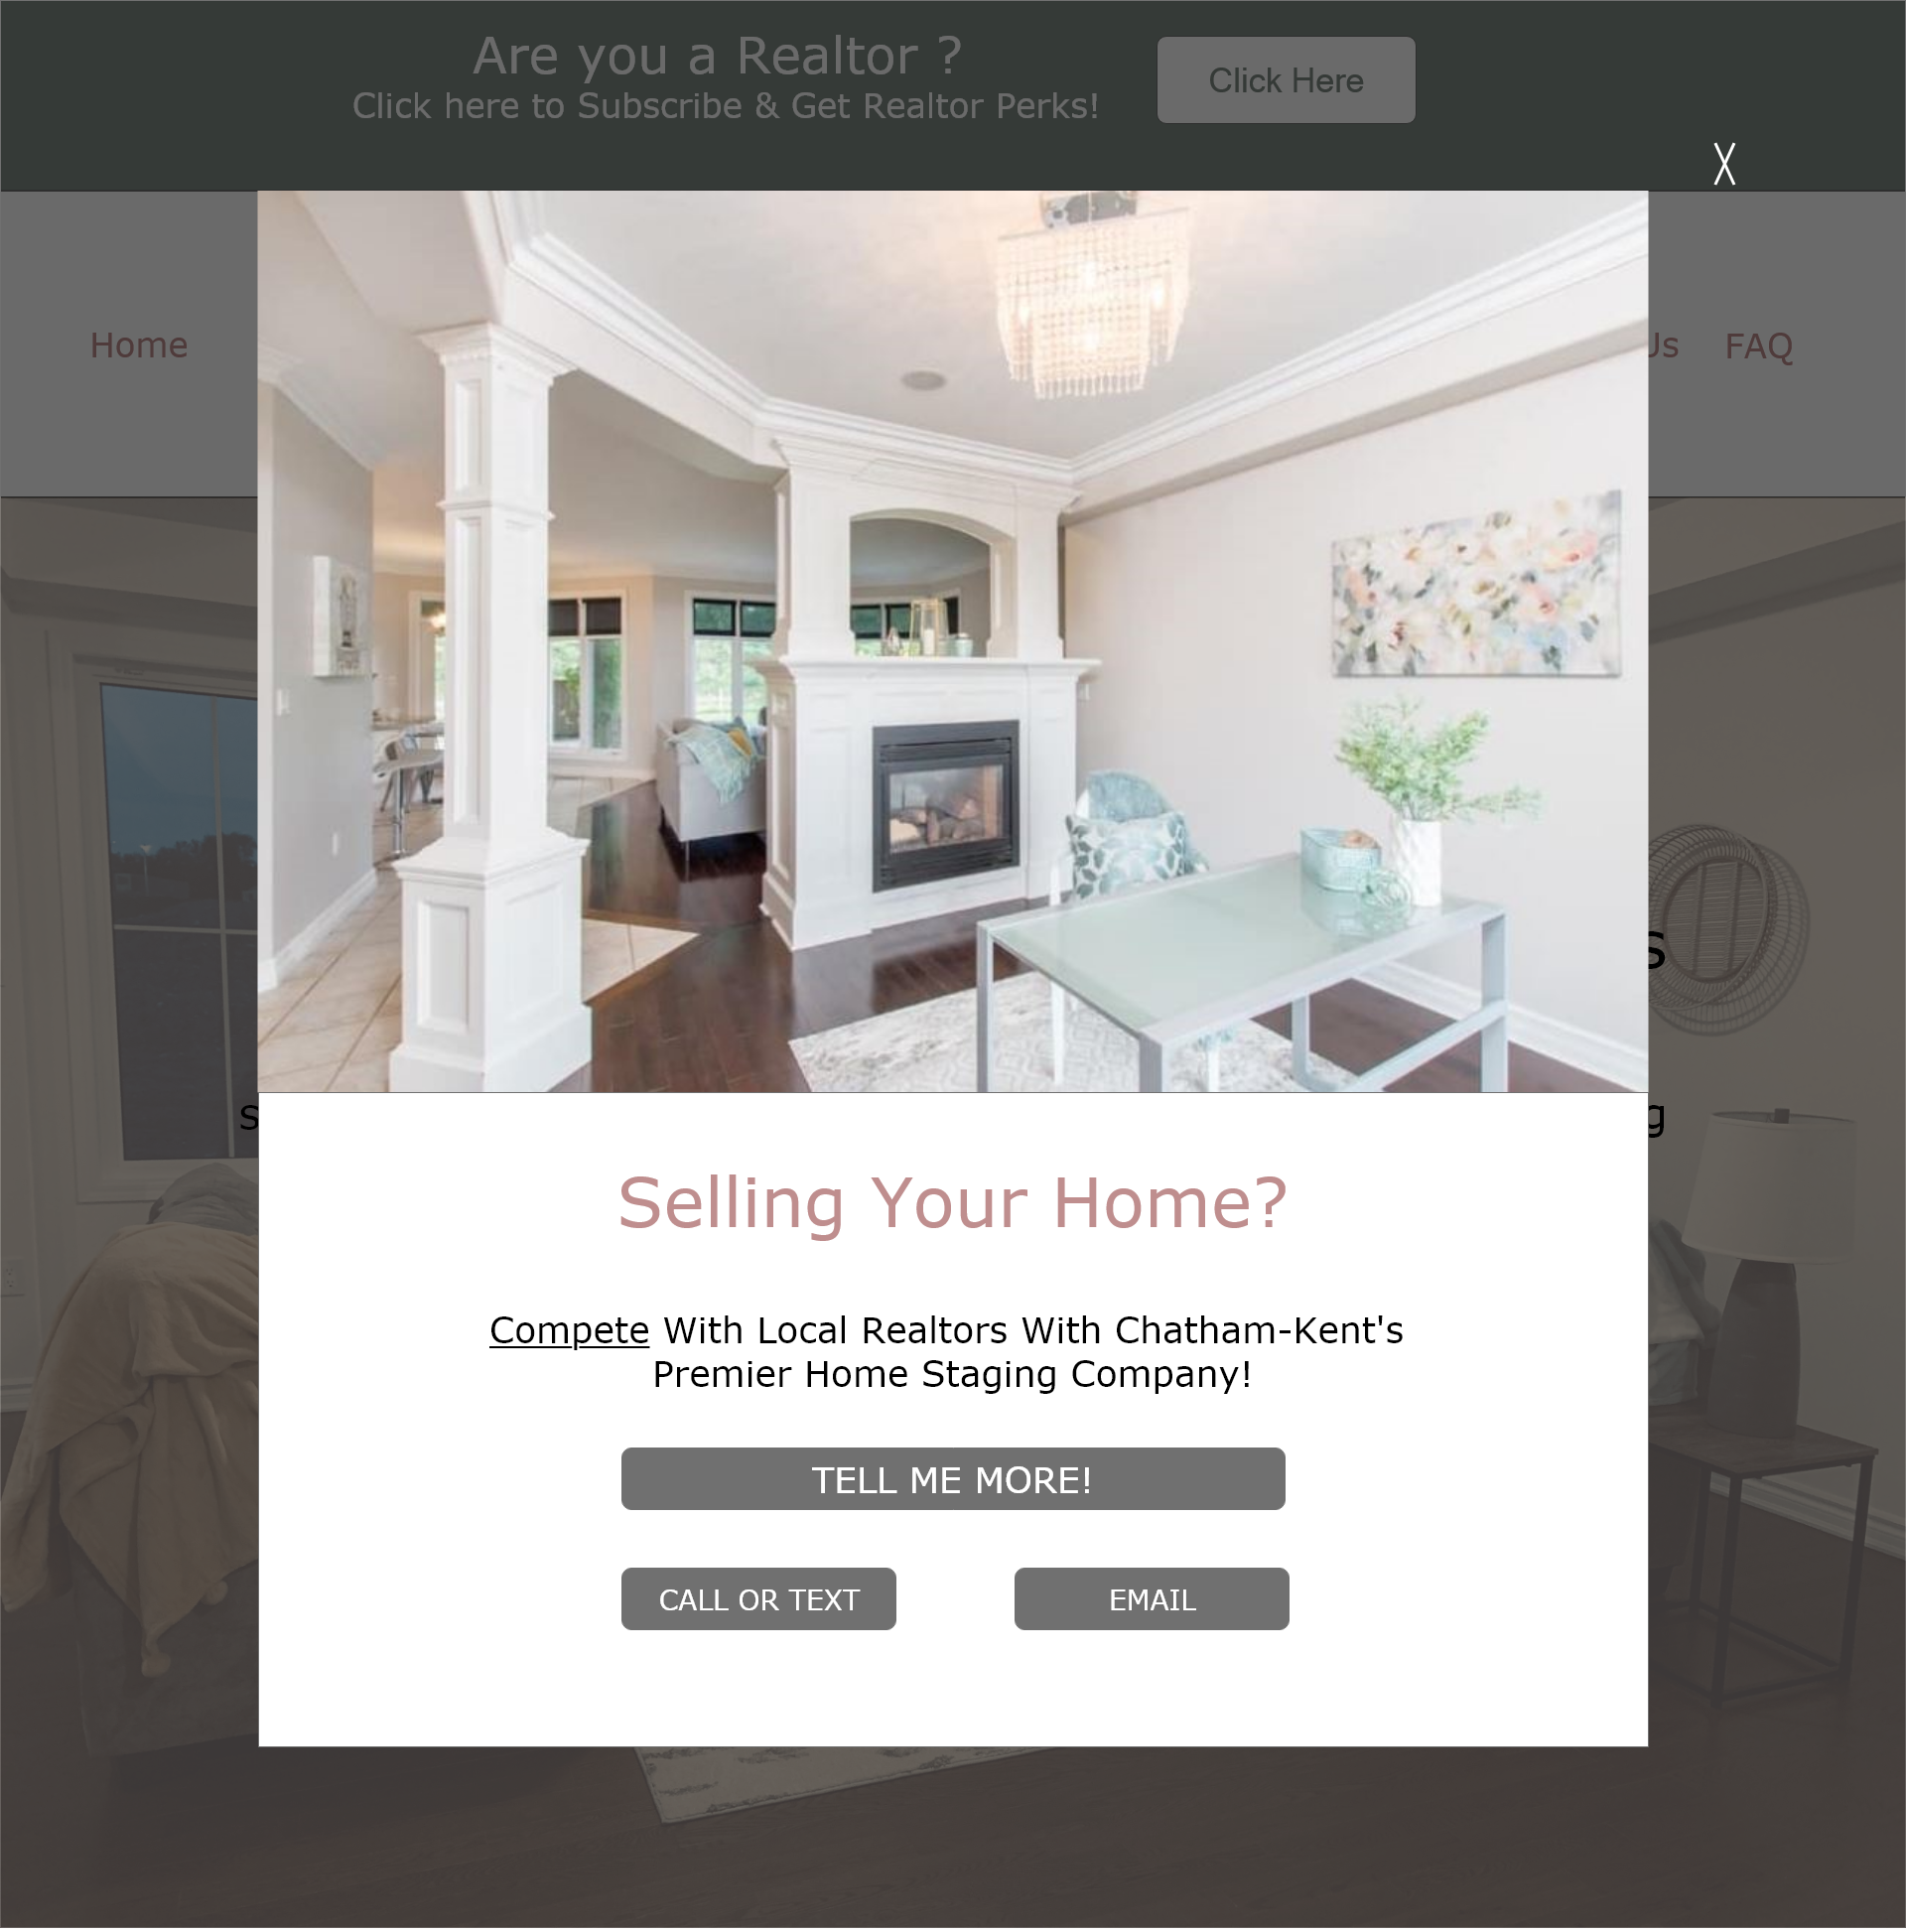 Are you a Realtor ?
Click here to Subscribe & Get Realtor Perks!
Click Here
X
Home
Us
FAQ
Selling Your Home?
Compete With Local Realtors With Chatham-Kent's
Premier Home Staging Company!
TELL ME MORE!
CALL OR TEXT
EMAIL